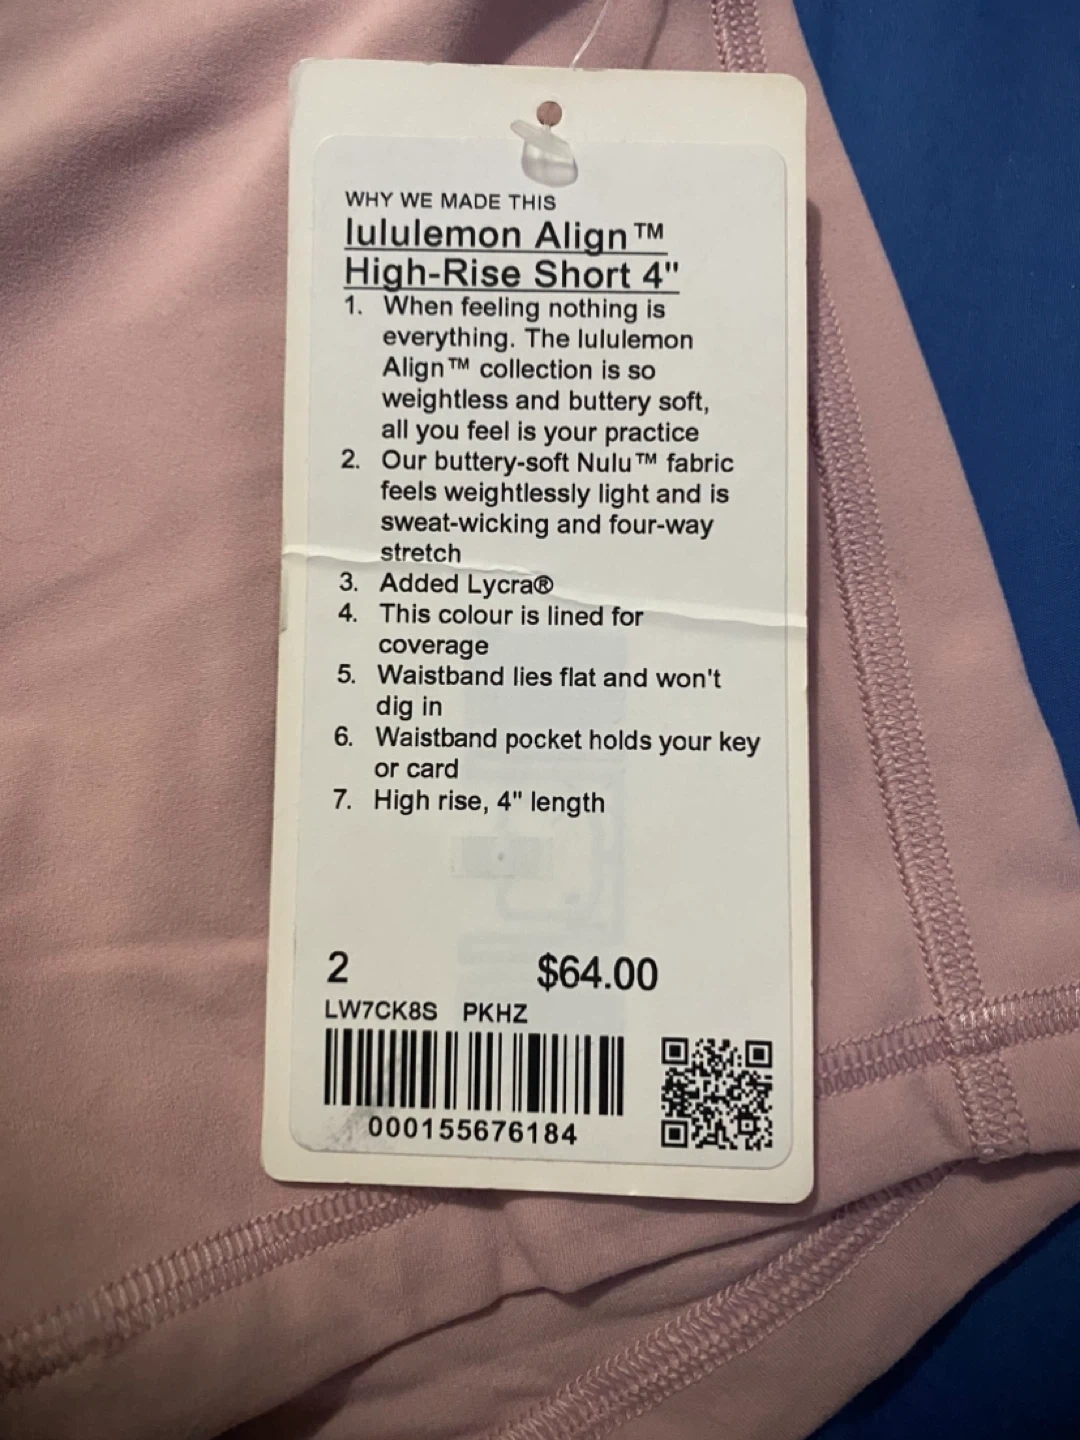 WHY WE MADE THIS
lululemon Align™
High-Rise Short 4"
1. When feeling nothing is
everything. The lululemon
Align™ collection is so
weightless and buttery soft,
all you feel is your practice
2. Our buttery-soft Nulu™ fabric
feels weightlessly light and is
sweat-wicking and four-way
stretch
3. Added Lycra®
4. This colour is lined for
coverage
5. Waistband lies flat and won't
dig in
6. Waistband pocket holds your key
or card
7. High rise, 4" length
2 $64.00
LW7CK8S PKHZ
000155676184